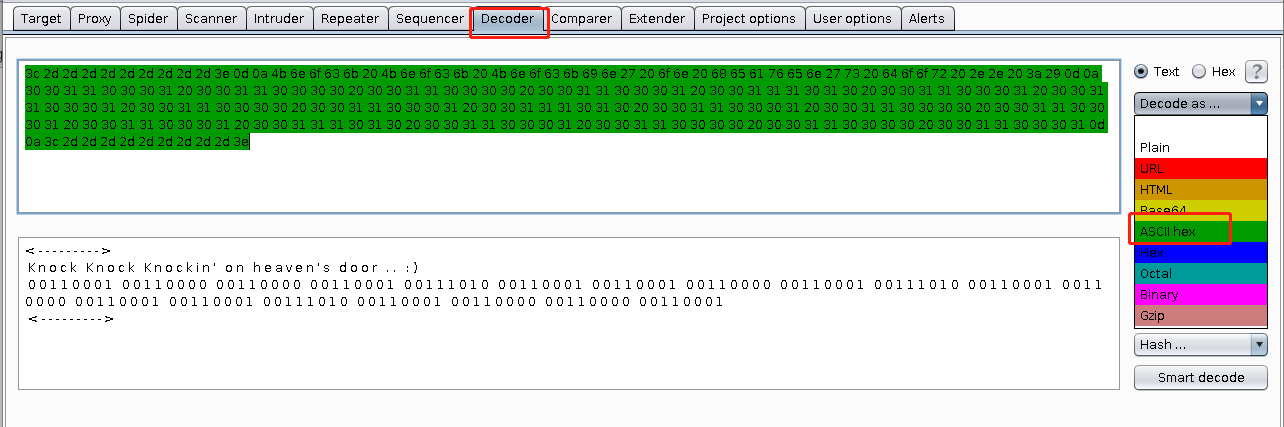 Target Proxy Spider Scanner Intruder Repeater Sequencer Decoder Comparer Extender Project options User options Alerts
3c 2d 2d 2d 2d 2d 2d 2d 2d 2d 3e 0d 0a 4b 6e 6f 63 6b 20 4b 6e 6f 63 6b 20 4b 6e 6f 63 6b 69 6e 27 20 6f 6e 20 68 65 61 76 65 6e 27 73 20 64 6f 6f 72 20 2e 2e 20 3a 29 0d 0a
30 30 31 31 30 30 30 31 20 30 30 31 31 30 30 30 30 20 30 30 31 31 30 30 30 30 20 30 30 31 31 30 30 30 31 20 30 30 31 31 31 30 31 30 20 30 30 31 31 30 30 30 31 20 30 30 31
31 30 30 30 31 20 30 30 31 31 30 30 30 30 20 30 30 31 31 30 30 30 31 20 30 30 31 31 31 30 31 30 20 30 30 31 31 30 30 30 31 20 30 30 31 31 30 30 30 30 20 30 30 31 31 30 30
30 31 20 30 30 31 31 30 30 30 31 20 30 30 31 31 31 30 31 30 20 30 30 31 31 30 30 30 31 20 30 30 31 31 30 30 30 30 20 30 30 31 31 30 30 30 30 20 30 30 31 31 30 30 30 31 0d
0a 3c 2d 2d 2d 2d 2d 2d 2d 2d 2d 3e
Text Hex ?
Decode as ...
Plain
URL
HTML
Base64
ASCII hex
Hex
Octal
Binary
Gzip
Hash ...
Smart decode
<--------->
Knock Knock Knockin' on heaven's door .. :)
00110001 00110000 00110000 00110001 00111010 00110001 00110001 00110000 00110001 00111010 00110001 0011
0000 00110001 00110001 00111010 00110001 00110000 00110000 00110001
<--------->